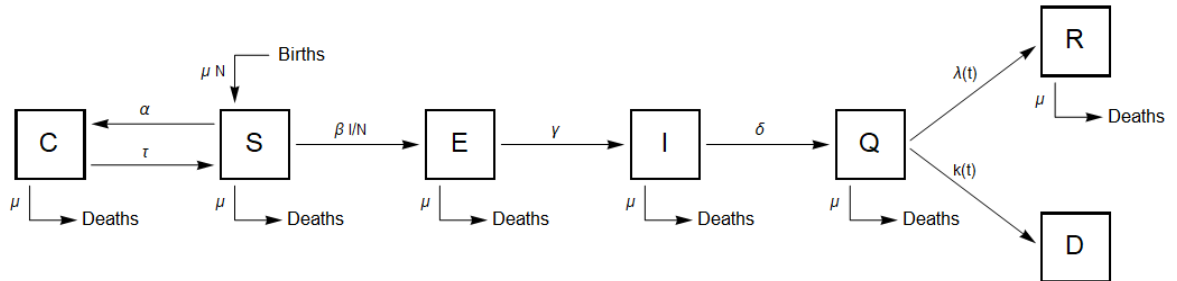 R
Births
λ(t)
μ N
μ
Deaths
α
C
S
β I/N
E
γ
I
δ
Q
τ
k(t)
μ
Deaths
μ
Deaths
μ
Deaths
μ
Deaths
μ
Deaths
D